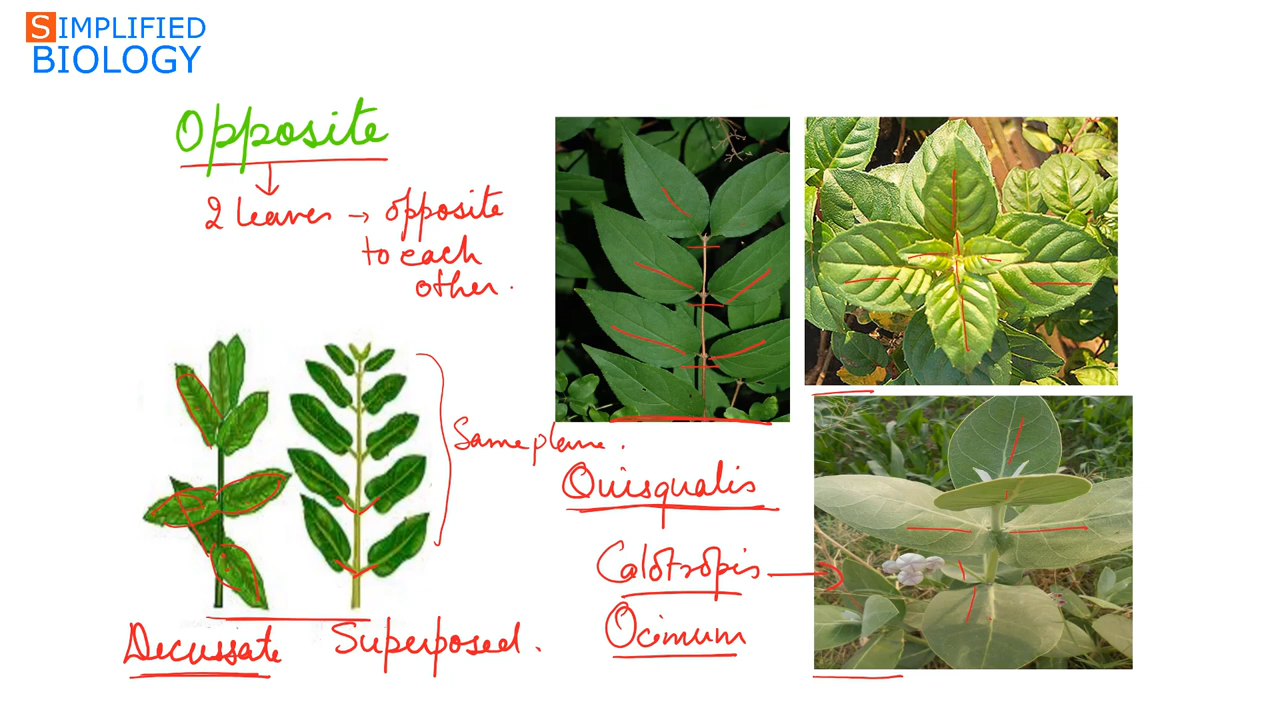 SIMPLIFIED
BIOLOGY
Opposite
2 leaves → opposite
to each
other.
Same plane.
Decussate
Superposed.
Quisqualis
Calotropis
Ocimum